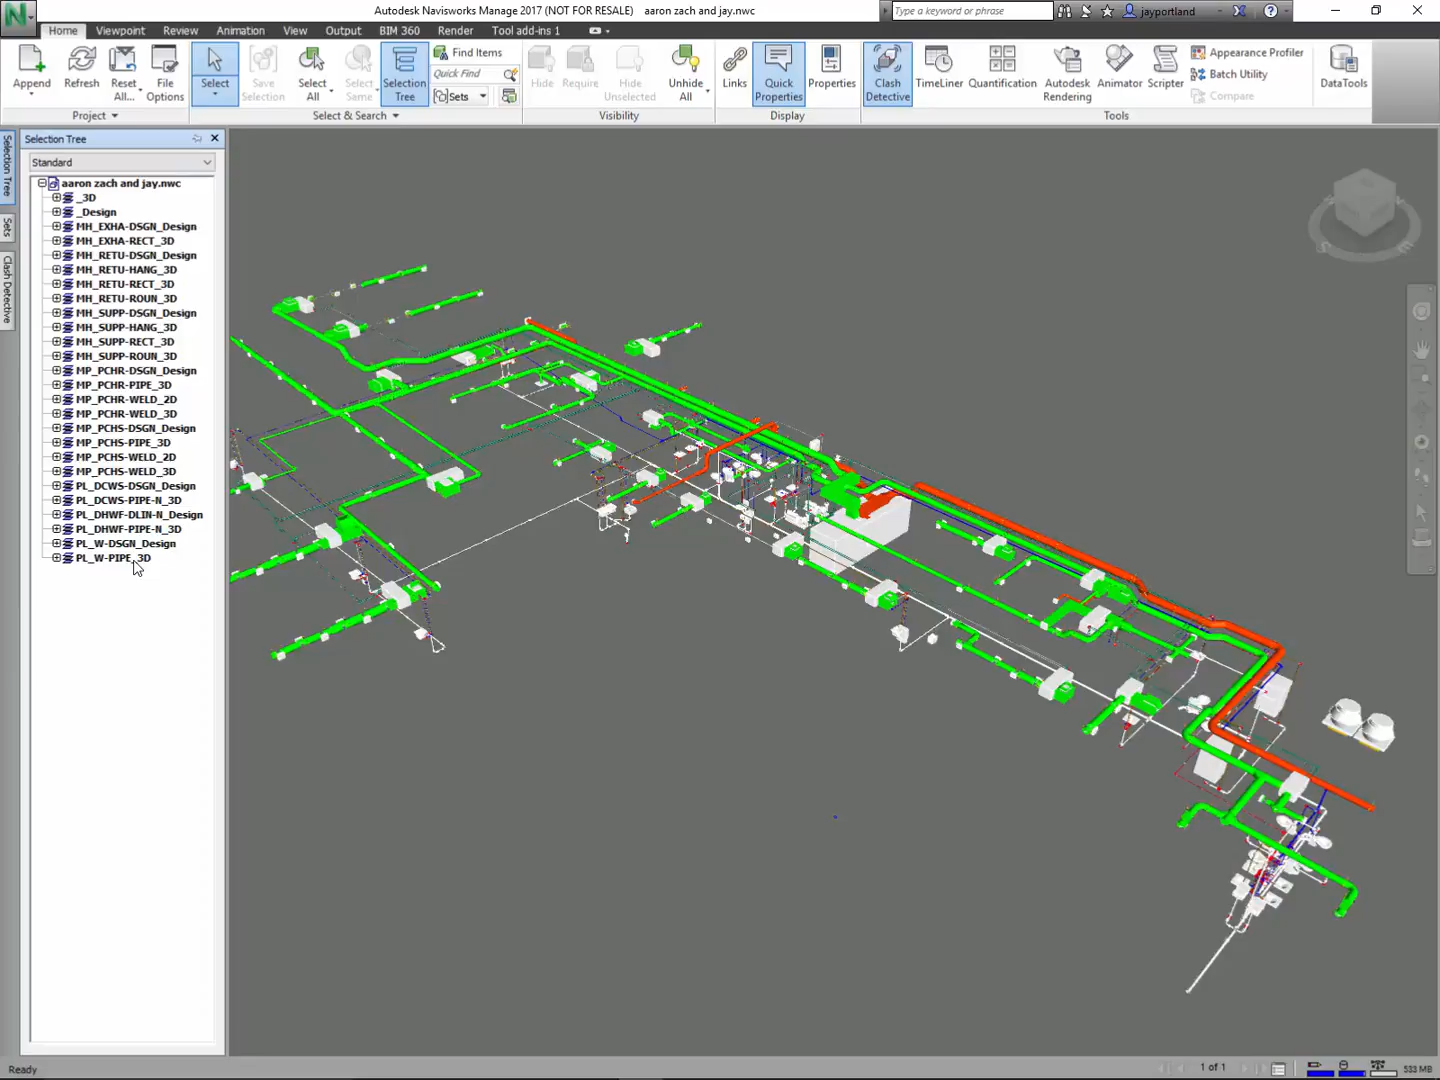 Autodesk Navisworks Manage 2017 (NOT FOR RESALE) aaron zach and jay.nwc
Type a keyword or phrase
jayportland
Home Viewpoint Review Animation View Output BIM 360 Render Tool add-ins 1
Append
Refresh
Reset All...
File Options
Project
Select
Save Selection
Select All
Select Same
Selection Tree
Find Items
Quick Find
Sets
Select & Search
Hide
Require
Hide Unselected
Unhide All
Visibility
Links
Quick Properties
Properties
Display
Clash Detective
TimeLiner
Quantification
Autodesk Rendering
Animator
Scripter
Appearance Profiler
Batch Utility
Compare
DataTools
Tools
Selection Tree
Sets
Clash Detective
Selection Tree
Standard
aaron zach and jay.nwc
_3D
_Design
MH_EXHA-DSGN_Design
MH_EXHA-RECT_3D
MH_RETU-DSGN_Design
MH_RETU-HANG_3D
MH_RETU-RECT_3D
MH_RETU-ROUN_3D
MH_SUPP-DSGN_Design
MH_SUPP-HANG_3D
MH_SUPP-RECT_3D
MH_SUPP-ROUN_3D
MP_PCHR-DSGN_Design
MP_PCHR-PIPE_3D
MP_PCHR-WELD_2D
MP_PCHR-WELD_3D
MP_PCHS-DSGN_Design
MP_PCHS-PIPE_3D
MP_PCHS-WELD_2D
MP_PCHS-WELD_3D
PL_DCWS-DSGN_Design
PL_DCWS-PIPE-N_3D
PL_DHWF-DLIN-N_Design
PL_DHWF-PIPE-N_3D
PL_W-DSGN_Design
PL_W-PIPE_3D
Ready
1 of 1
533 MB